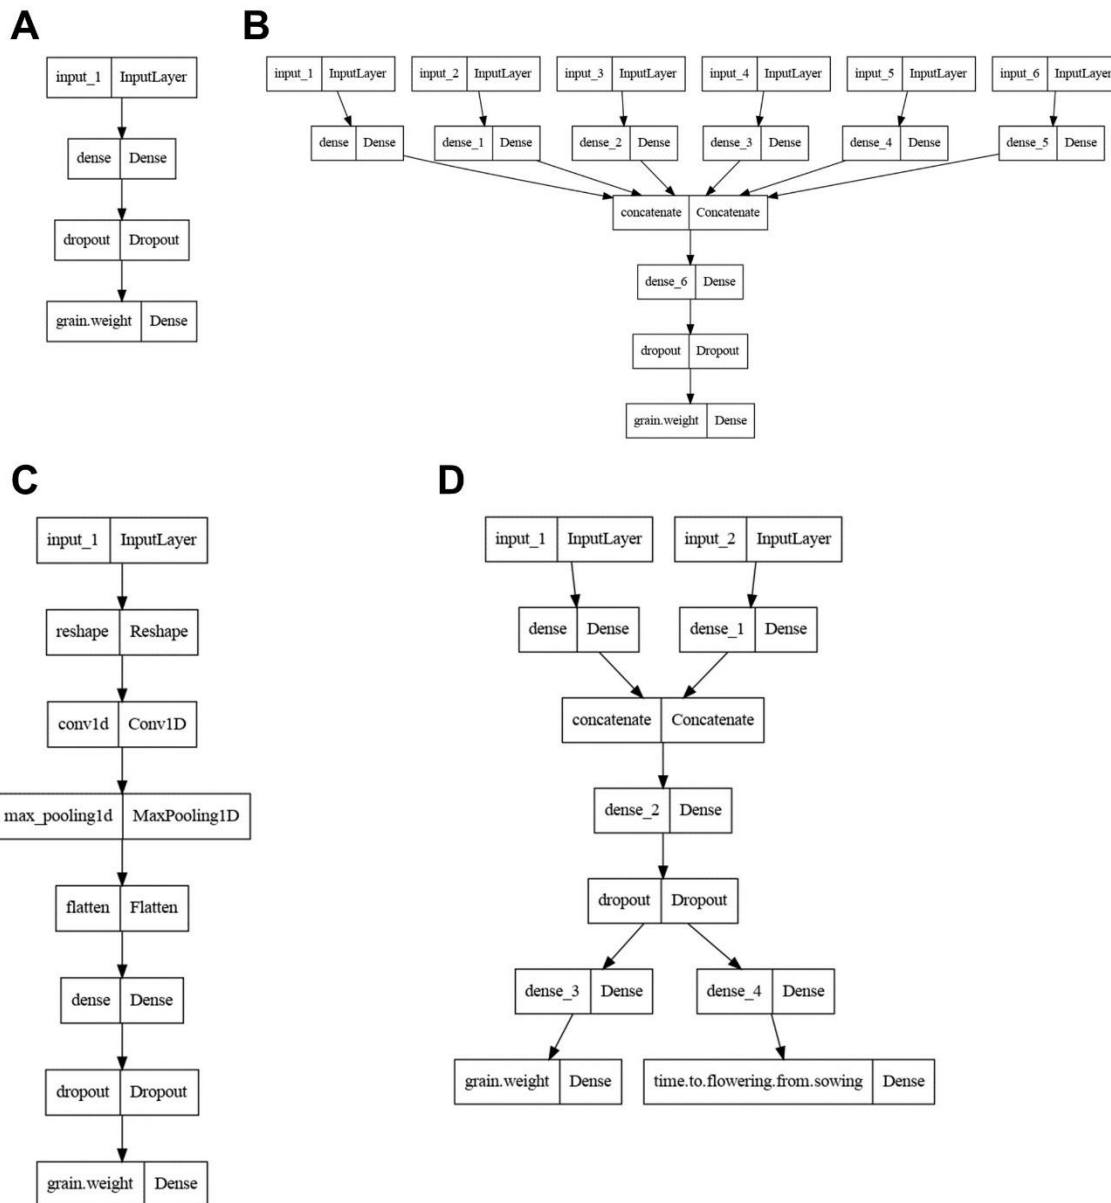 A
input_1 InputLayer
dense Dense
dropout Dropout
grain.weight Dense
B
input_1 InputLayer input_2 InputLayer input_3 InputLayer input_4 InputLayer input_5 InputLayer input_6 InputLayer
dense Dense dense_1 Dense dense_2 Dense dense_3 Dense dense_4 Dense dense_5 Dense
concatenate Concatenate
dense_6 Dense
dropout Dropout
grain.weight Dense
C
input_1 InputLayer
reshape Reshape
conv1d Conv1D
max_pooling1d MaxPooling1D
flatten Flatten
dense Dense
dropout Dropout
grain.weight Dense
D
input_1 InputLayer input_2 InputLayer
dense Dense dense_1 Dense
concatenate Concatenate
dense_2 Dense
dropout Dropout
dense_3 Dense dense_4 Dense
grain.weight Dense time.to.flowering.from.sowing Dense